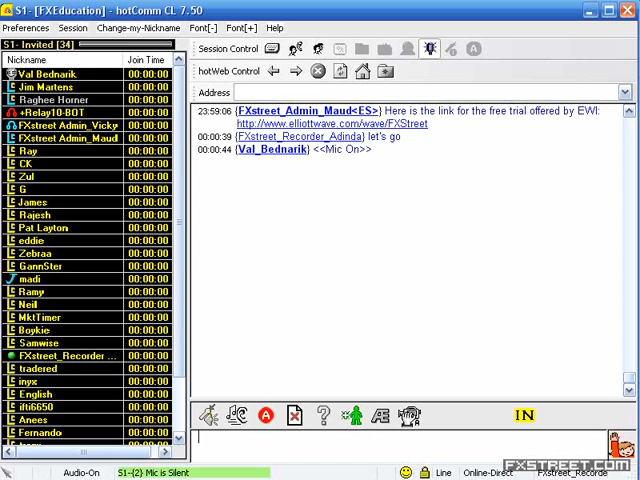 S1- [FXEducation] - hotComm CL 7.50
Preferences Session Change-my-Nickname Font[-] Font[+] Help
S1- Invited [34]
Nickname Join Time
Val Bednarik 00:00:00
Jim Martens 00:00:00
Raghee Horner 00:00:00
+Relay10-BOT 00:00:00
FXstreet Admin_Vicky 00:00:00
FXstreet Admin_Maud 00:00:00
Ray 00:00:00
CK 00:00:00
Zul 00:00:00
G 00:00:00
James 00:00:00
Rajesh 00:00:00
Pat Layton 00:00:00
eddie 00:00:00
Zebraa 00:00:00
GannSter 00:00:00
madi 00:00:00
Ramy 00:00:00
Neil 00:00:00
MktTimer 00:00:00
Boykie 00:00:00
Samwise 00:00:00
FXstreet_Recorder ... 00:00:00
tradered 00:00:00
inyx 00:00:00
English 00:00:00
ifti6650 00:00:00
Anees 00:00:00
Fernando 00:00:00
Session Control
hotWeb Control
Address
23:59:06 {FXstreet_Admin_Maud<ES>} Here is the link for the free trial offered by EWI:
http://www.elliottwave.com/wave/FXStreet
00:00:39 {FXstreet_Recorder_Adinda} let's go
00:00:44 {Val_Bednarik} <<Mic On>>
IN
FXSTREET.COM
Audio-On S1-{2} Mic is Silent Line Online-Direct FXstreet_Recorde